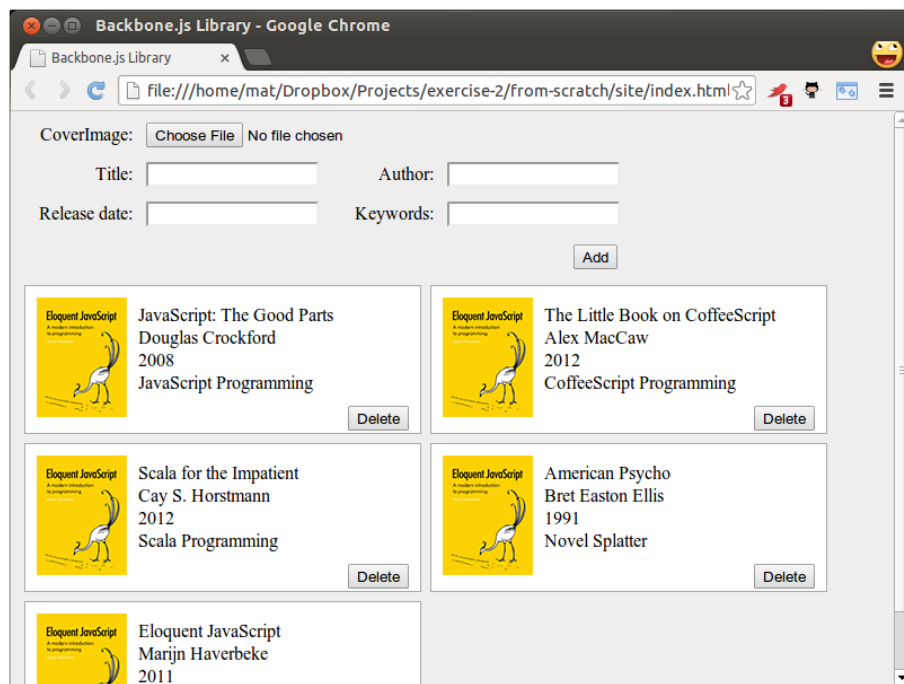 Backbone.js Library - Google Chrome
Backbone.js Library
file:///home/mat/Dropbox/Projects/exercise-2/from-scratch/site/index.html
3
CoverImage: Choose File No file chosen
Title: Author:
Release date: Keywords:
Add
Eloquent JavaScript
A modern introduction
to programming
JavaScript: The Good Parts
Douglas Crockford
2008
JavaScript Programming
Delete
Eloquent JavaScript
A modern introduction
to programming
The Little Book on CoffeeScript
Alex MacCaw
2012
CoffeeScript Programming
Delete
Eloquent JavaScript
A modern introduction
to programming
Scala for the Impatient
Cay S. Horstmann
2012
Scala Programming
Delete
Eloquent JavaScript
A modern introduction
to programming
American Psycho
Bret Easton Ellis
1991
Novel Splatter
Delete
Eloquent JavaScript
A modern introduction
to programming
Eloquent JavaScript
Marijn Haverbeke
2011